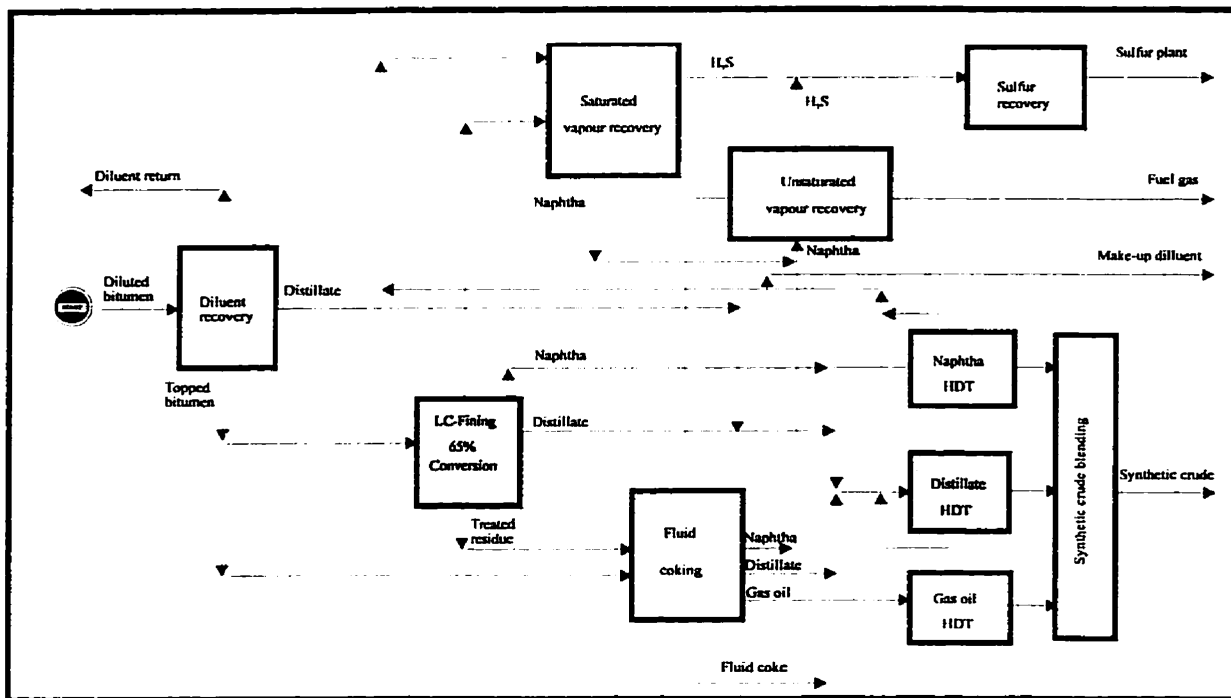 Sulfur plant
H,S
Saturated
vapour recovery
Sulfur
recovery
H,S
Diluent return
Unsaturated
vapour recovery
Fuel gas
Naphtha
Naphtha
Make-up dilluent
Diluted
bitumen
Distillate
Diluent
recovery
Naphtha
Naphtha
HDT
Topped
bitumen
LC-Fining
65%
Conversion
Distillate
Synthetic crude blending
Synthetic crude
Distillate
HDT
Treated
residue
Fluid
coking
Naphtha
Distillate
Gas oil
Gas oil
HDT
Fluid coke